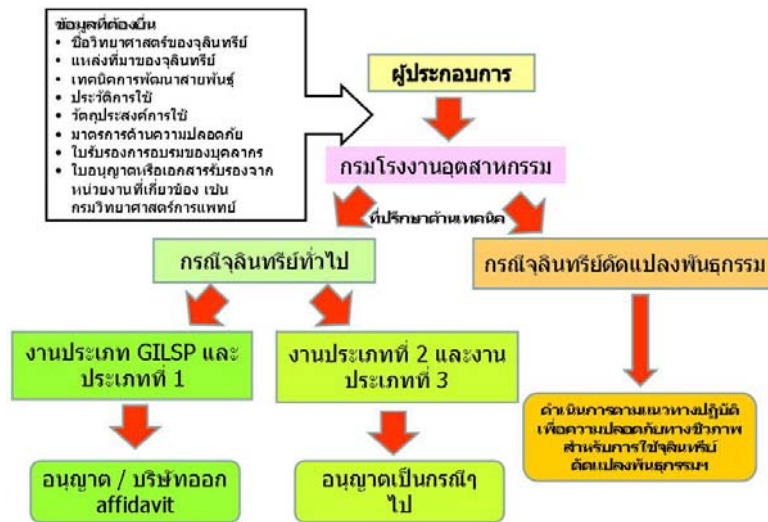 ข้อมูลที่ต้องยื่น
• ชื่อวิทยาศาสตร์ของจุลินทรีย์
• แหล่งที่มาของจุลินทรีย์
• เทคนิคการพัฒนาสายพันธุ์
• ประวัติการใช้
• วัตถุประสงค์การใช้
• มาตรการด้านความปลอดภัย
• ใบรับรองการอบรมของบุคลากร
• ใบอนุญาตหรือเอกสารรับรองจาก
หน่วยงานที่เกี่ยวข้อง เช่น
กรมวิทยาศาสตร์การแพทย์
ผู้ประกอบการ
กรมโรงงานอุตสาหกรรม
ที่ปรึกษาด้านเทคนิค
กรณีจุลินทรีย์ทั่วไป
กรณีจุลินทรีย์ดัดแปลงพันธุกรรม
งานประเภท GILSP และ
ประเภทที่ 1
งานประเภทที่ 2 และงาน
ประเภทที่ 3
ดำเนินการตามแนวทางปฏิบัติ
เพื่อความปลอดภัยทางชีวภาพ
สำหรับการใช้จุลินทรีย์
ดัดแปลงพันธุกรรมฯ
อนุญาต / บริษัทออก
affidavit
อนุญาตเป็นกรณีๆ
ไป